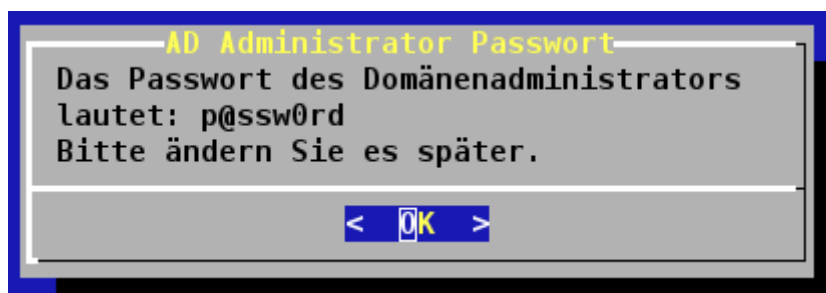 AD Administrator Passwort
Das Passwort des Domänenadministrators
lautet: p@ssw0rd
Bitte ändern Sie es später.
< OK >